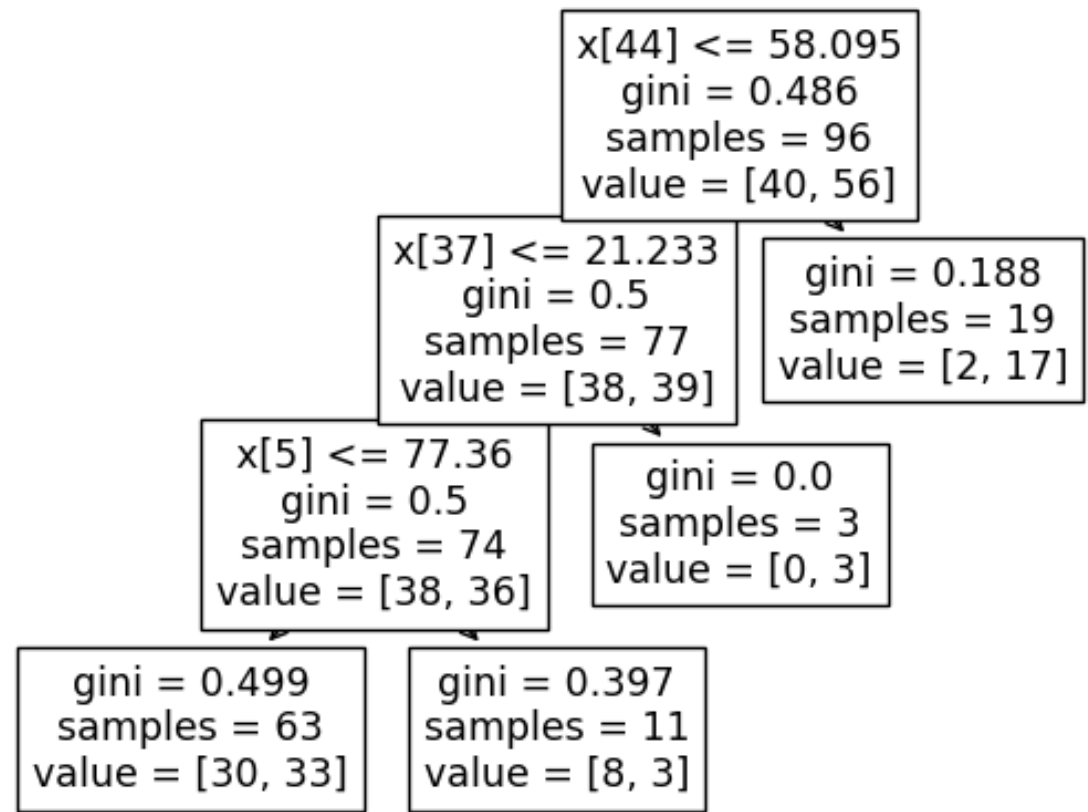 x[44] <= 58.095
gini = 0.486
samples = 96
value = [40, 56]
x[37] <= 21.233
gini = 0.5
samples = 77
value = [38, 39]
gini = 0.188
samples = 19
value = [2, 17]
x[5] <= 77.36
gini = 0.5
samples = 74
value = [38, 36]
gini = 0.0
samples = 3
value = [0, 3]
gini = 0.499
samples = 63
value = [30, 33]
gini = 0.397
samples = 11
value = [8, 3]